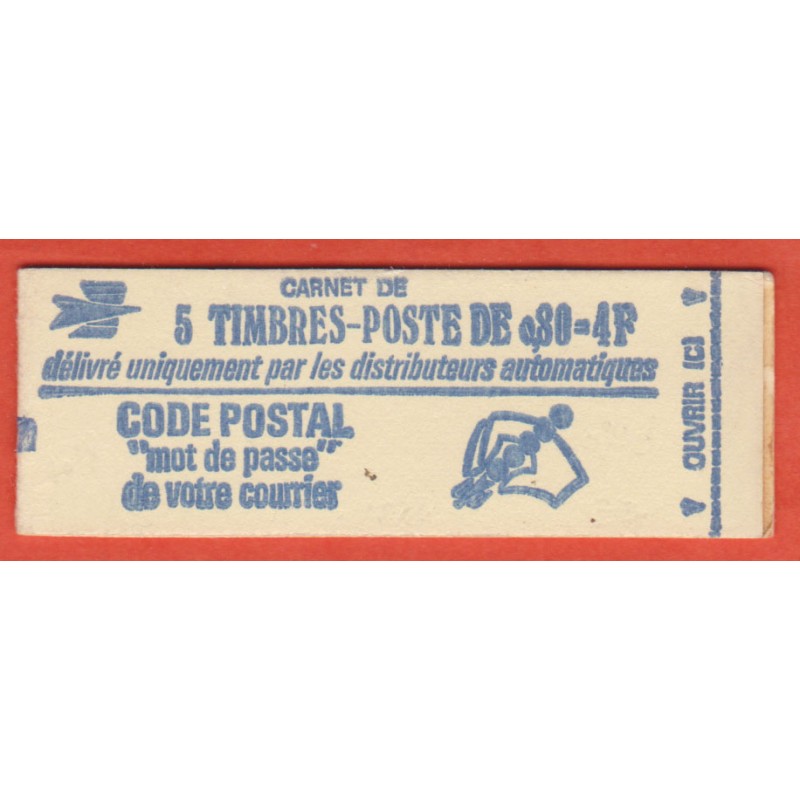 CARNET DE
5 TIMBRES-POSTE DE 0,80=4F
délivré uniquement par les distributeurs automatiques
CODE POSTAL
"mot de passe"
de votre courrier
OUVRIR ICI